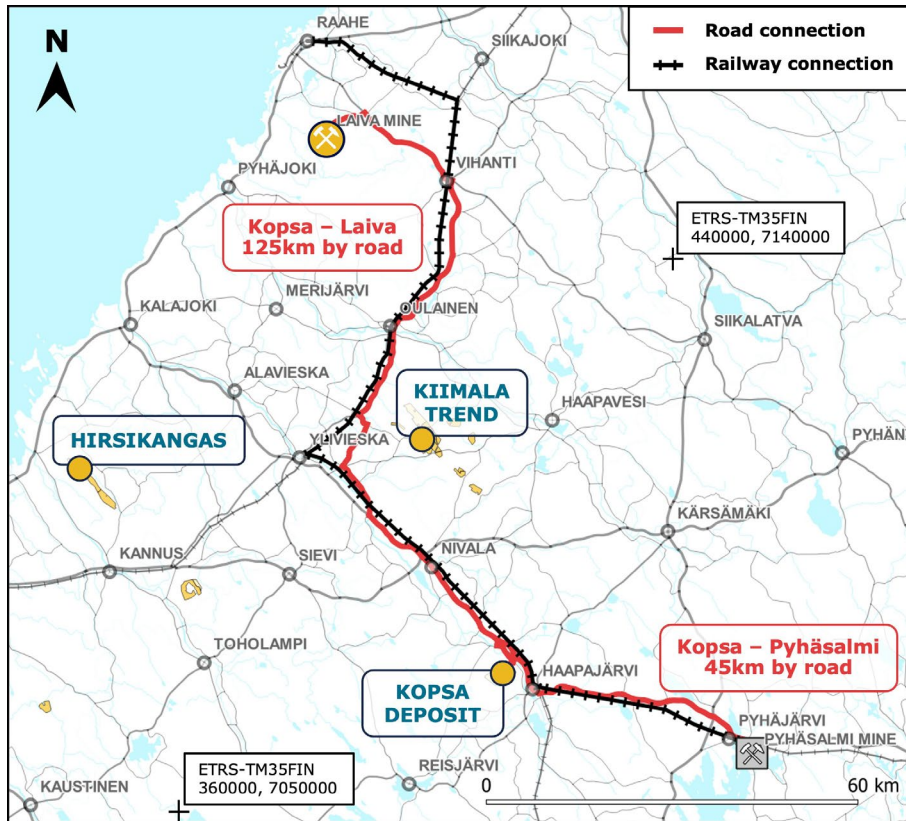 RAAHE
N
SIIKAJOKI
Road connection
Railway connection
LAIVA MINE
VIHANTI
PYHÄJOKI
Kopsa – Laiva
125km by road
ETRS-TM35FIN
440000, 7140000
MERIJÄRVI
KALAJOKI
OULAINEN
SIIKALATVA
ALAVIESKA
KIIMALA
TREND
HAAPAVESI
HIRSIKANGAS
YLIVIESKA
KÄRSÄMÄKI
KANNUS
SIEVI
NIVALA
TOHOLAMPI
HAAPAJÄRVI
Kopsa – Pyhäsalmi
45km by road
KOPSA
DEPOSIT
PYHÄJÄRVI
PYHÄSALMI MINE
ETRS-TM35FIN
360000, 7050000
REISJÄRVI
KAUSTINEN
0
60 km